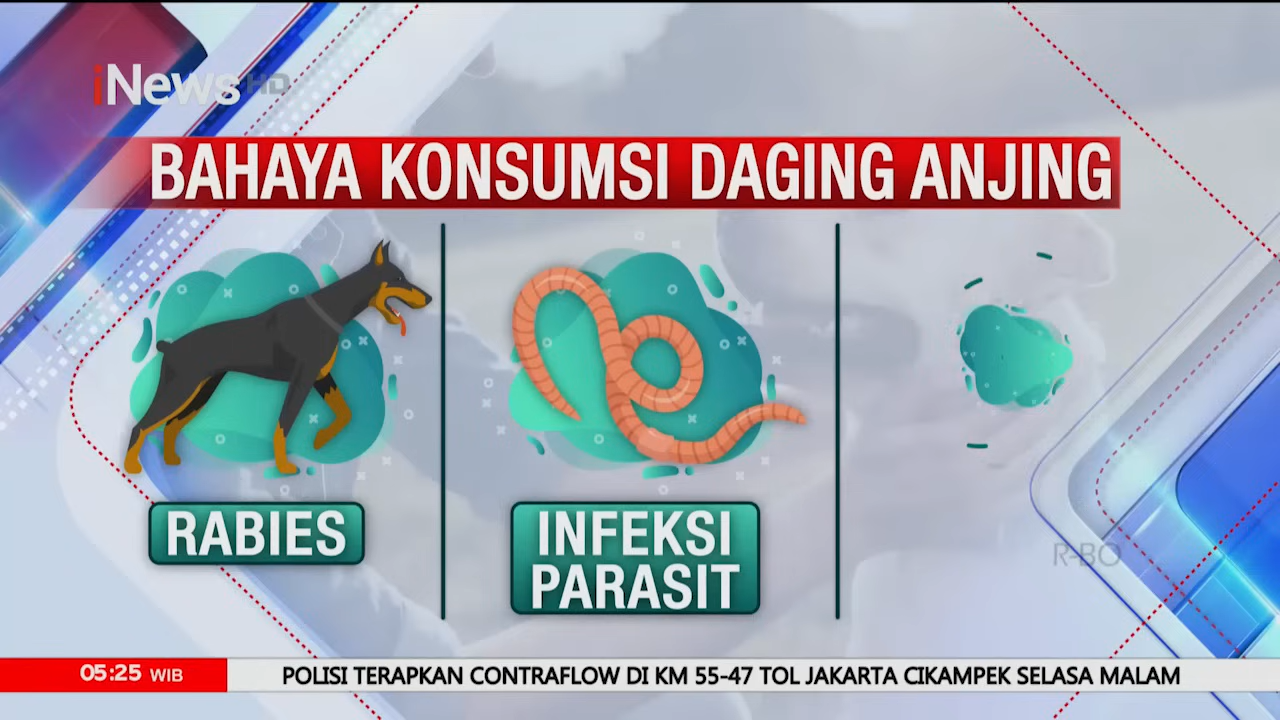 iNews HD
BAHAYA KONSUMSI DAGING ANJING
RABIES
INFEKSI
PARASIT
R-BO
05:25 WIB
POLISI TERAPKAN CONTRAFLOW DI KM 55-47 TOL JAKARTA CIKAMPEK SELASA MALAM